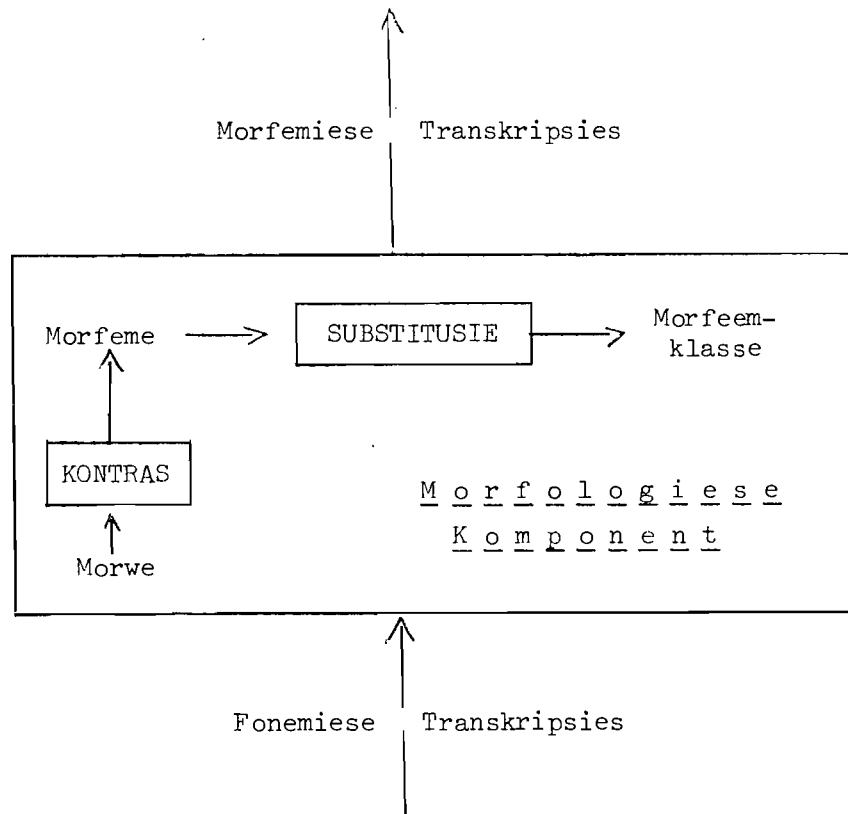 Morfemiese Transkripsies
Morfeme SUBSTITUSIE Morfeem-
klasse
KONTRAS
Morfologiese
Komponent
Morwe
Fonemiese Transkripsies